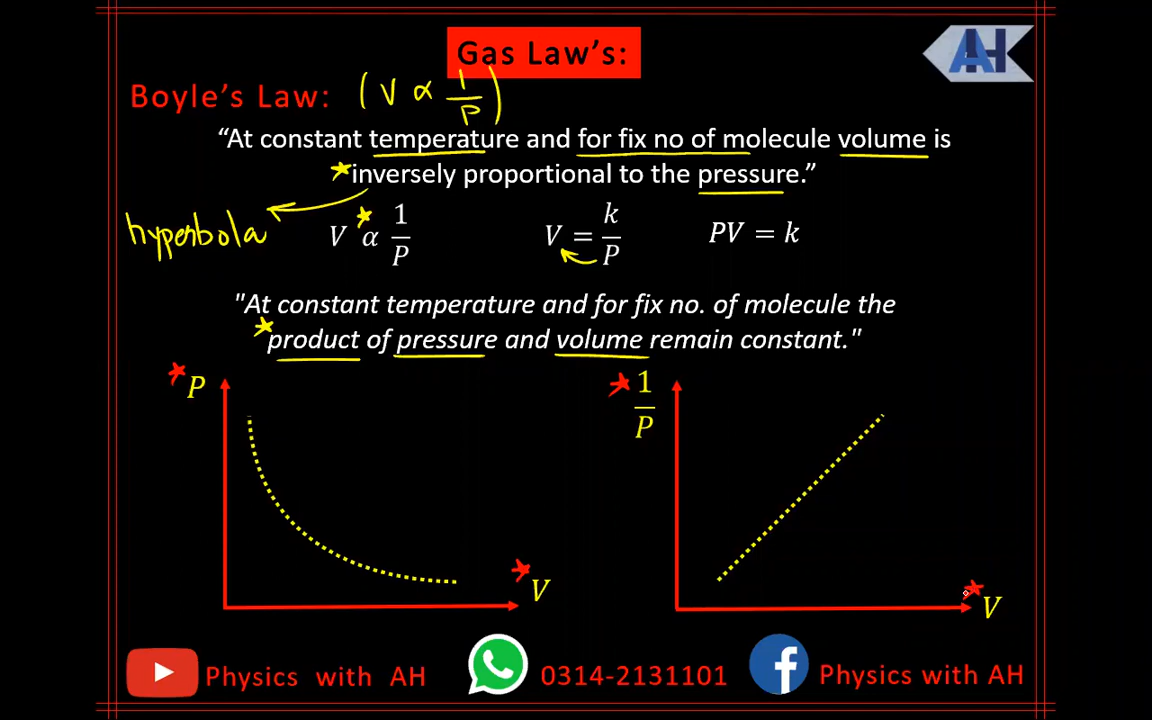 Gas Law's:
AH
Boyle's Law: (V ∝ 1/P)
“At constant temperature and for fix no of molecule volume is
inversely proportional to the pressure.”
hyperbola
V α 1/P V = k/P PV = k
"At constant temperature and for fix no. of molecule the
product of pressure and volume remain constant."
P
V
1/P
V
Physics with AH 0314-2131101 Physics with AH